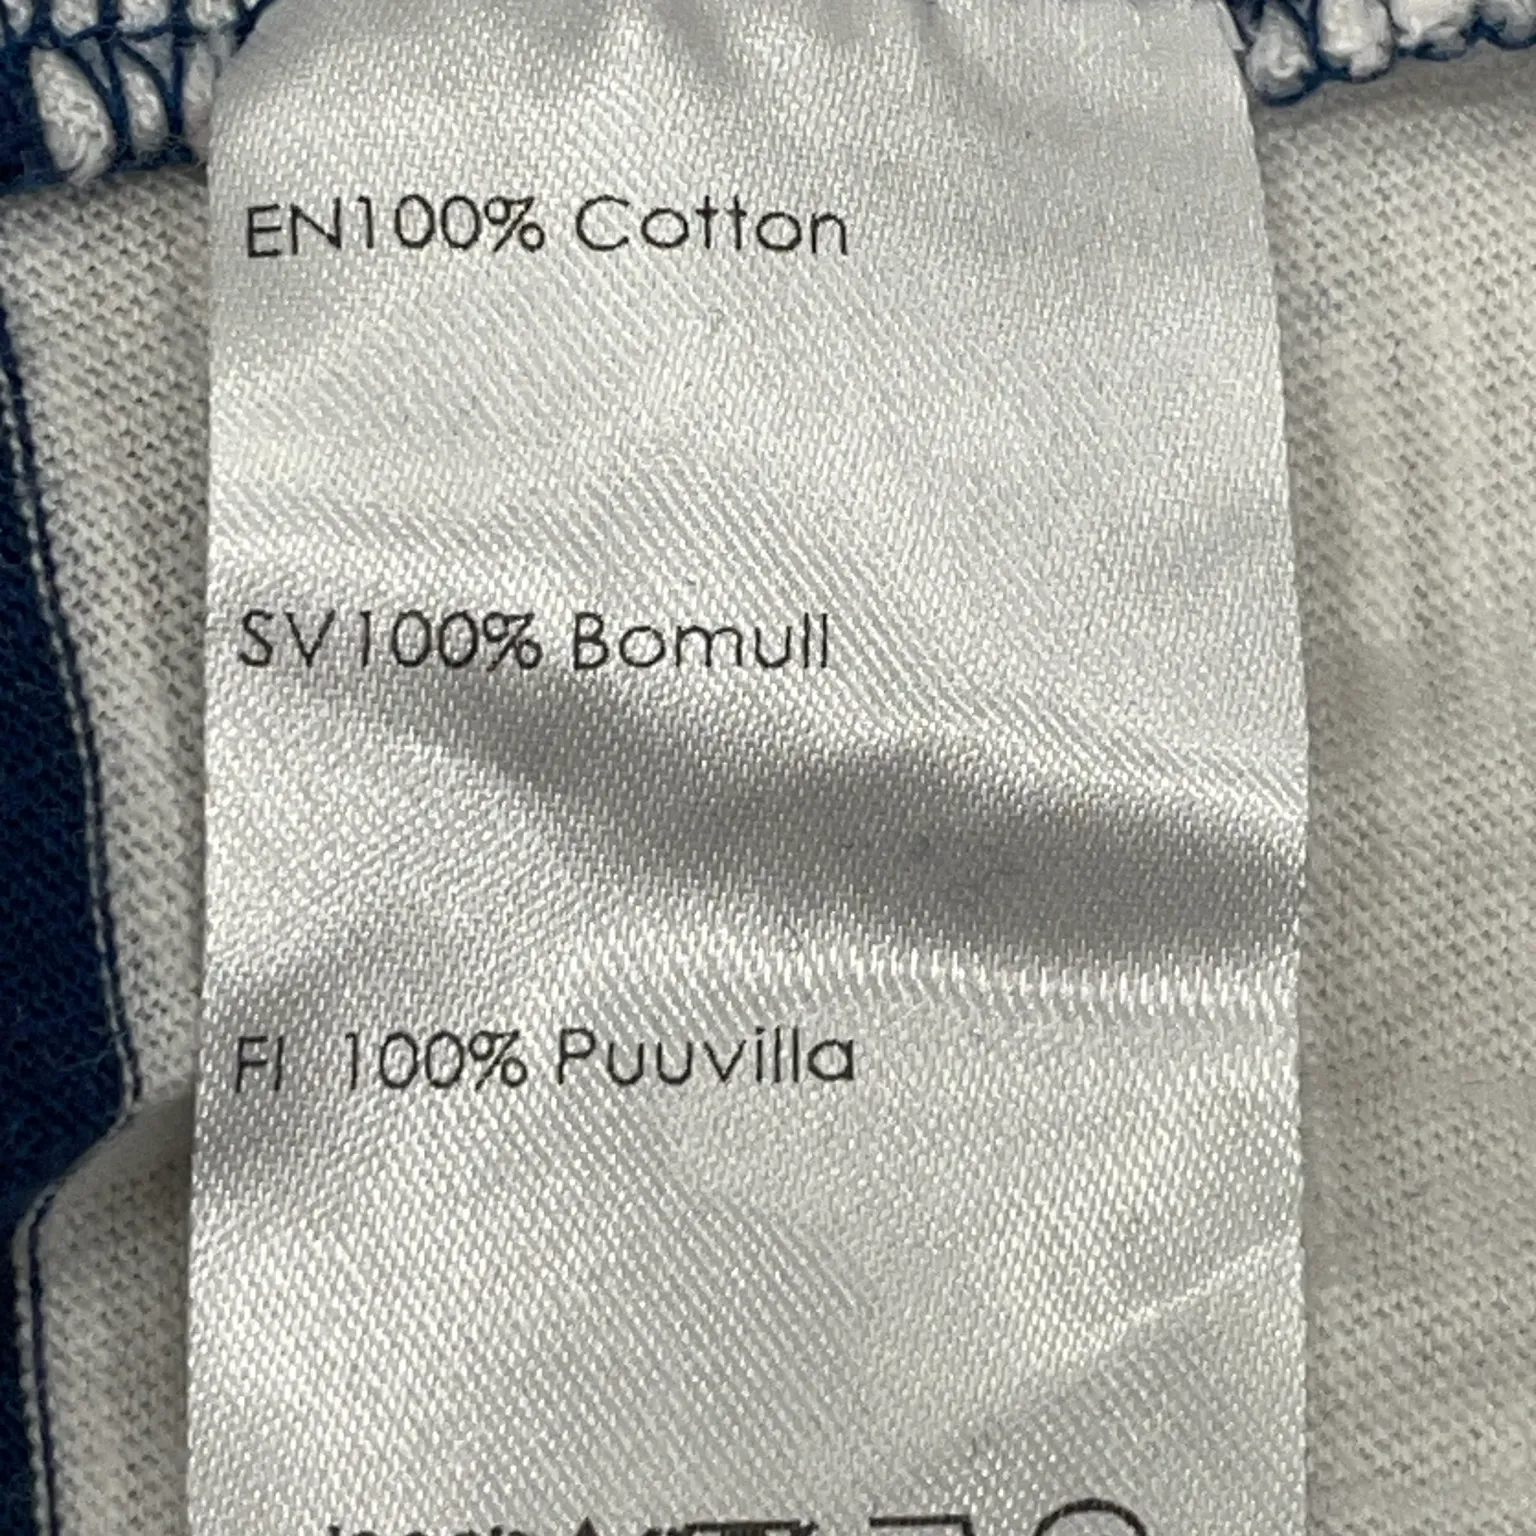 EN100% Cotton
SV100% Bomull
FI 100% Puuvilla